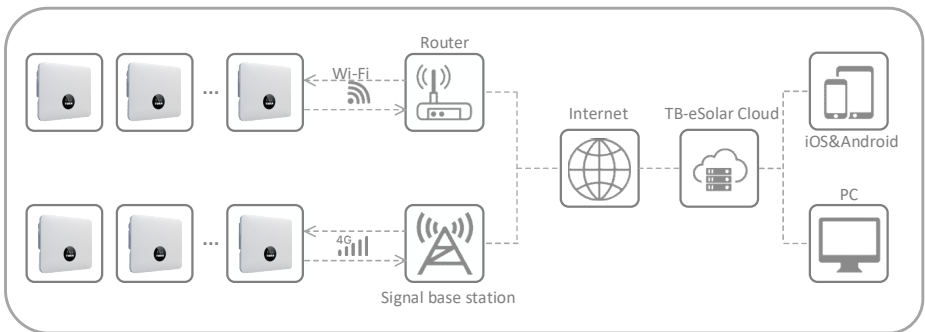 Router
Wi-Fi
...
Internet
TB-eSolar Cloud
iOS&Android
PC
...
4G
Signal base station